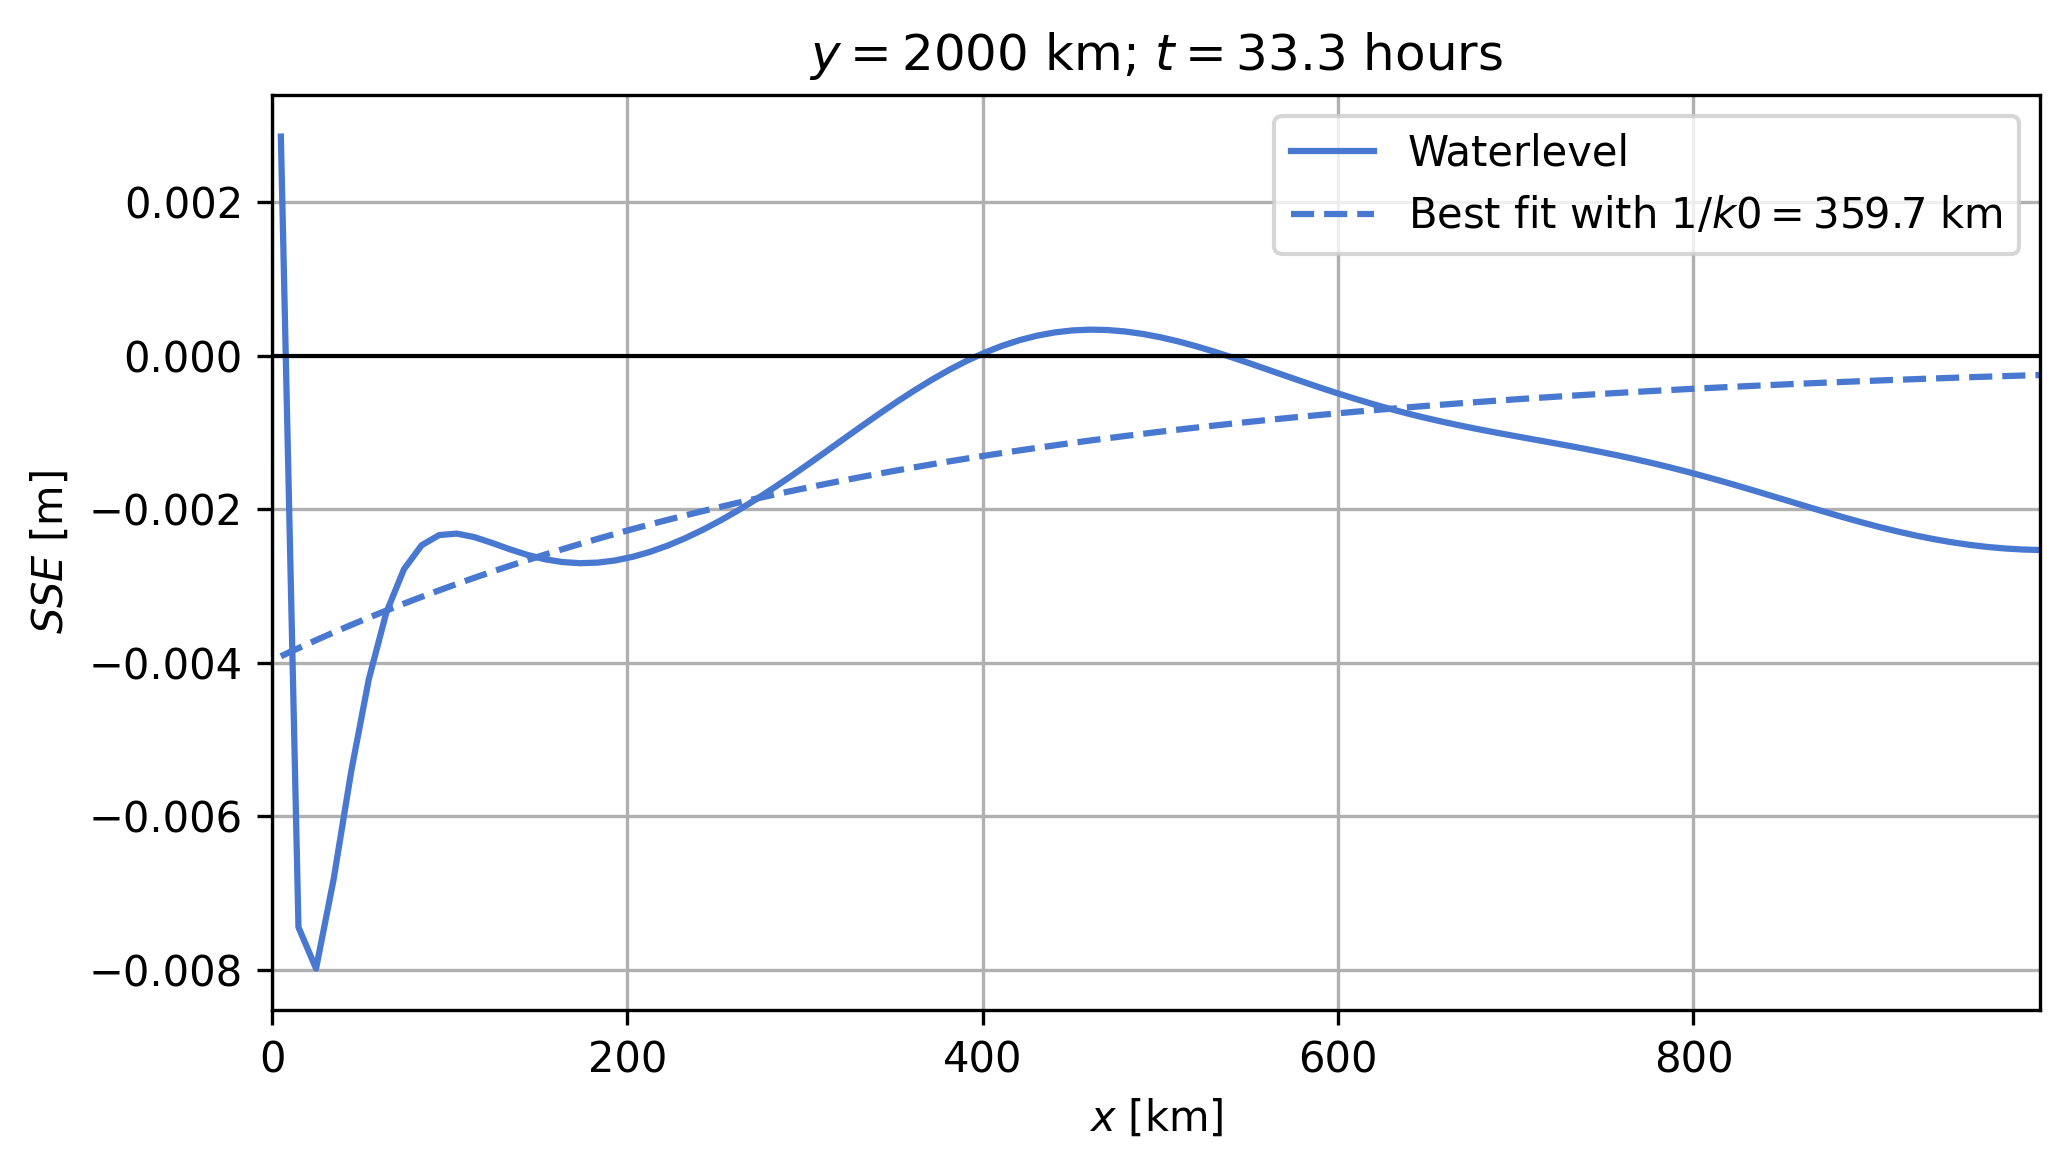 y = 2000 km; t = 33.3 hours
Waterlevel
Best fit with 1/k0 = 359.7 km
SSE [m]
0.002
0.000
−0.002
−0.004
−0.006
−0.008
0 200 400 600 800
x [km]